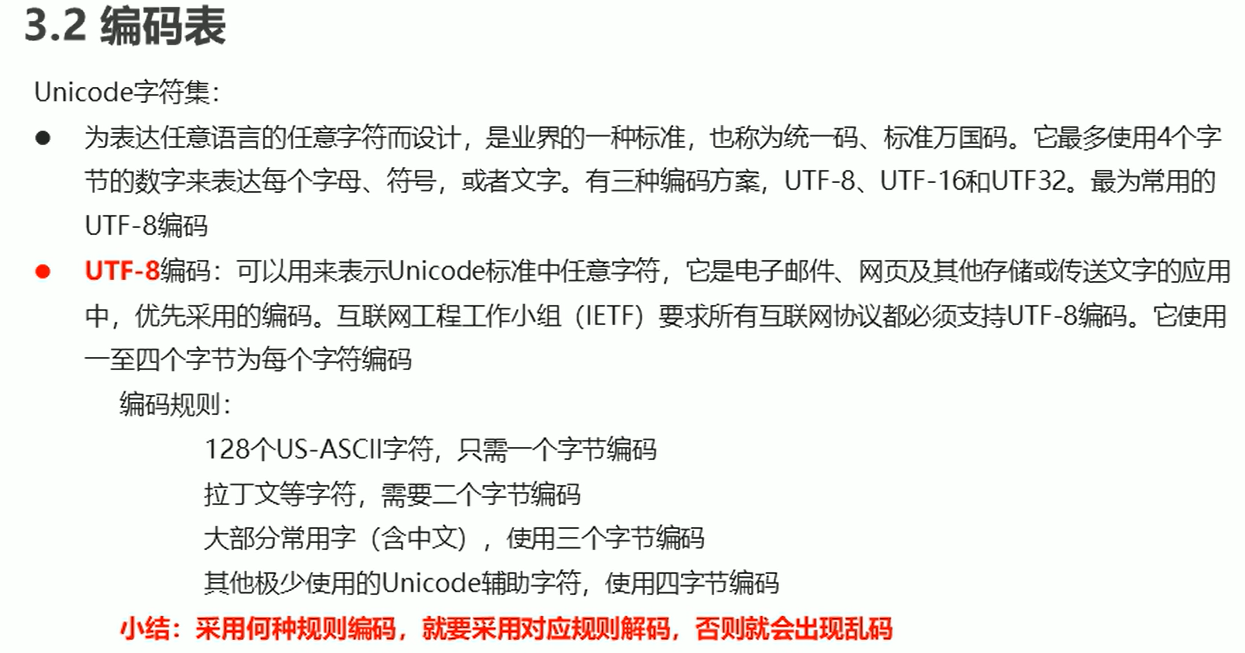 3.2 编码表
Unicode字符集：
● 为表达任意语言的任意字符而设计，是业界的一种标准，也称为统一码、标准万国码。它最多使用4个字
节的数字来表达每个字母、符号，或者文字。有三种编码方案，UTF-8、UTF-16和UTF32。最为常用的
UTF-8编码
● UTF-8编码：可以用来表示Unicode标准中任意字符，它是电子邮件、网页及其他存储或传送文字的应用
中，优先采用的编码。互联网工程工作小组（IETF）要求所有互联网协议都必须支持UTF-8编码。它使用
一至四个字节为每个字符编码
编码规则：
128个US-ASCII字符，只需一个字节编码
拉丁文等字符，需要二个字节编码
大部分常用字（含中文），使用三个字节编码
其他极少使用的Unicode辅助字符，使用四字节编码
小结：采用何种规则编码，就要采用对应规则解码，否则就会出现乱码